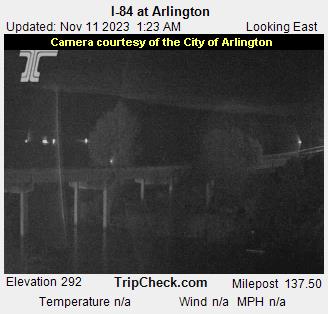 I-84 at Arlington
Updated: Nov 11 2023 1:23 AM Looking East
Camera courtesy of the City of Arlington
Elevation 292 TripCheck.com Milepost 137.50
Temperature n/a Wind n/a MPH n/a